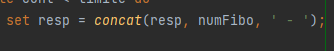 set resp = concat(resp, numFibo, ' - ');